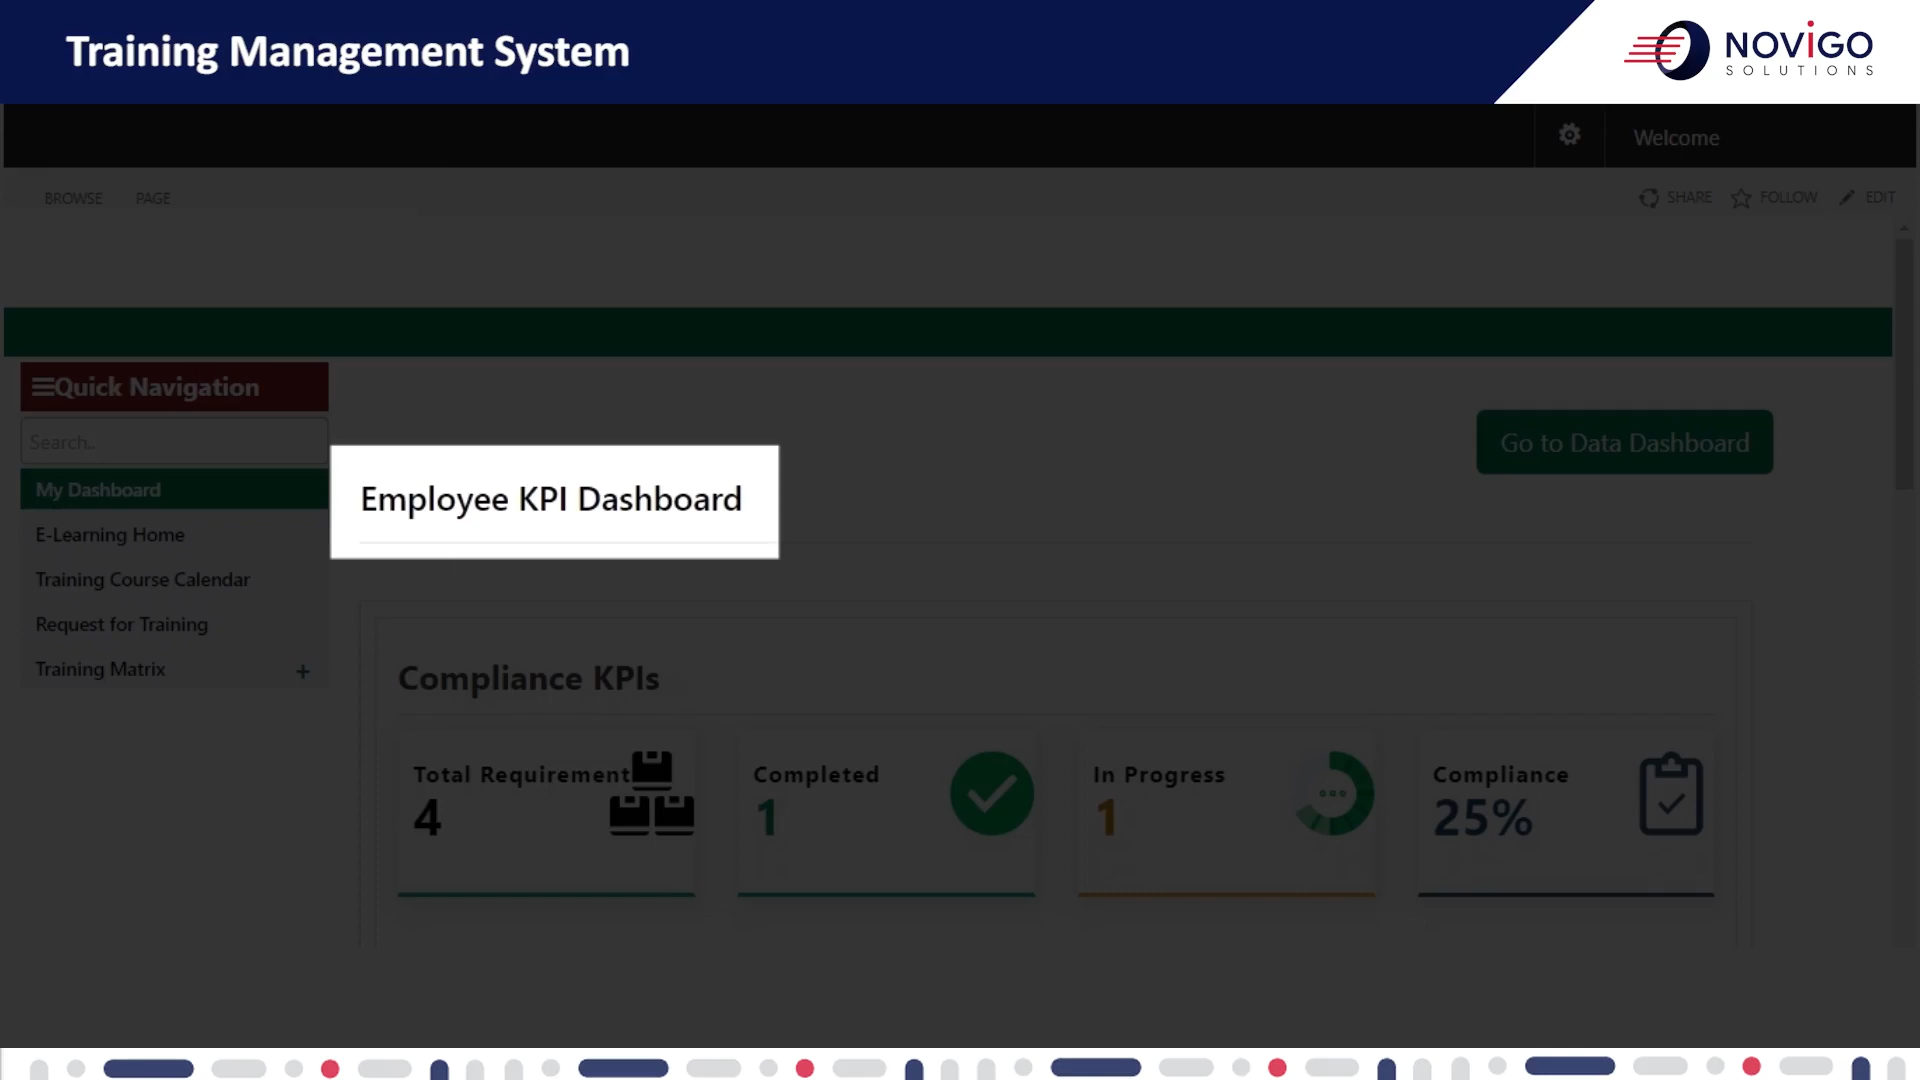 Training Management System
NOVIGO
SOLUTIONS
Welcome
BROWSE PAGE
SHARE FOLLOW EDIT
Quick Navigation
Search..
Go to Data Dashboard
My Dashboard
Employee KPI Dashboard
E-Learning Home
Training Course Calendar
Request for Training
Training Matrix +
Compliance KPIs
Total Requirement
4
Completed
1
In Progress
1
Compliance
25%